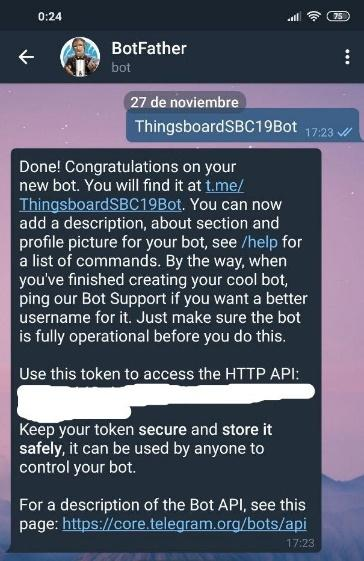 0:24
75
BotFather
bot
27 de noviembre
ThingsboardSBC19Bot 17:23
Done! Congratulations on your
new bot. You will find it at t.me/
ThingsboardSBC19Bot. You can now
add a description, about section and
profile picture for your bot, see /help for
a list of commands. By the way, when
you've finished creating your cool bot,
ping our Bot Support if you want a better
username for it. Just make sure the bot
is fully operational before you do this.
Use this token to access the HTTP API:
Keep your token secure and store it
safely, it can be used by anyone to
control your bot.
For a description of the Bot API, see this
page: https://core.telegram.org/bots/api
17:23